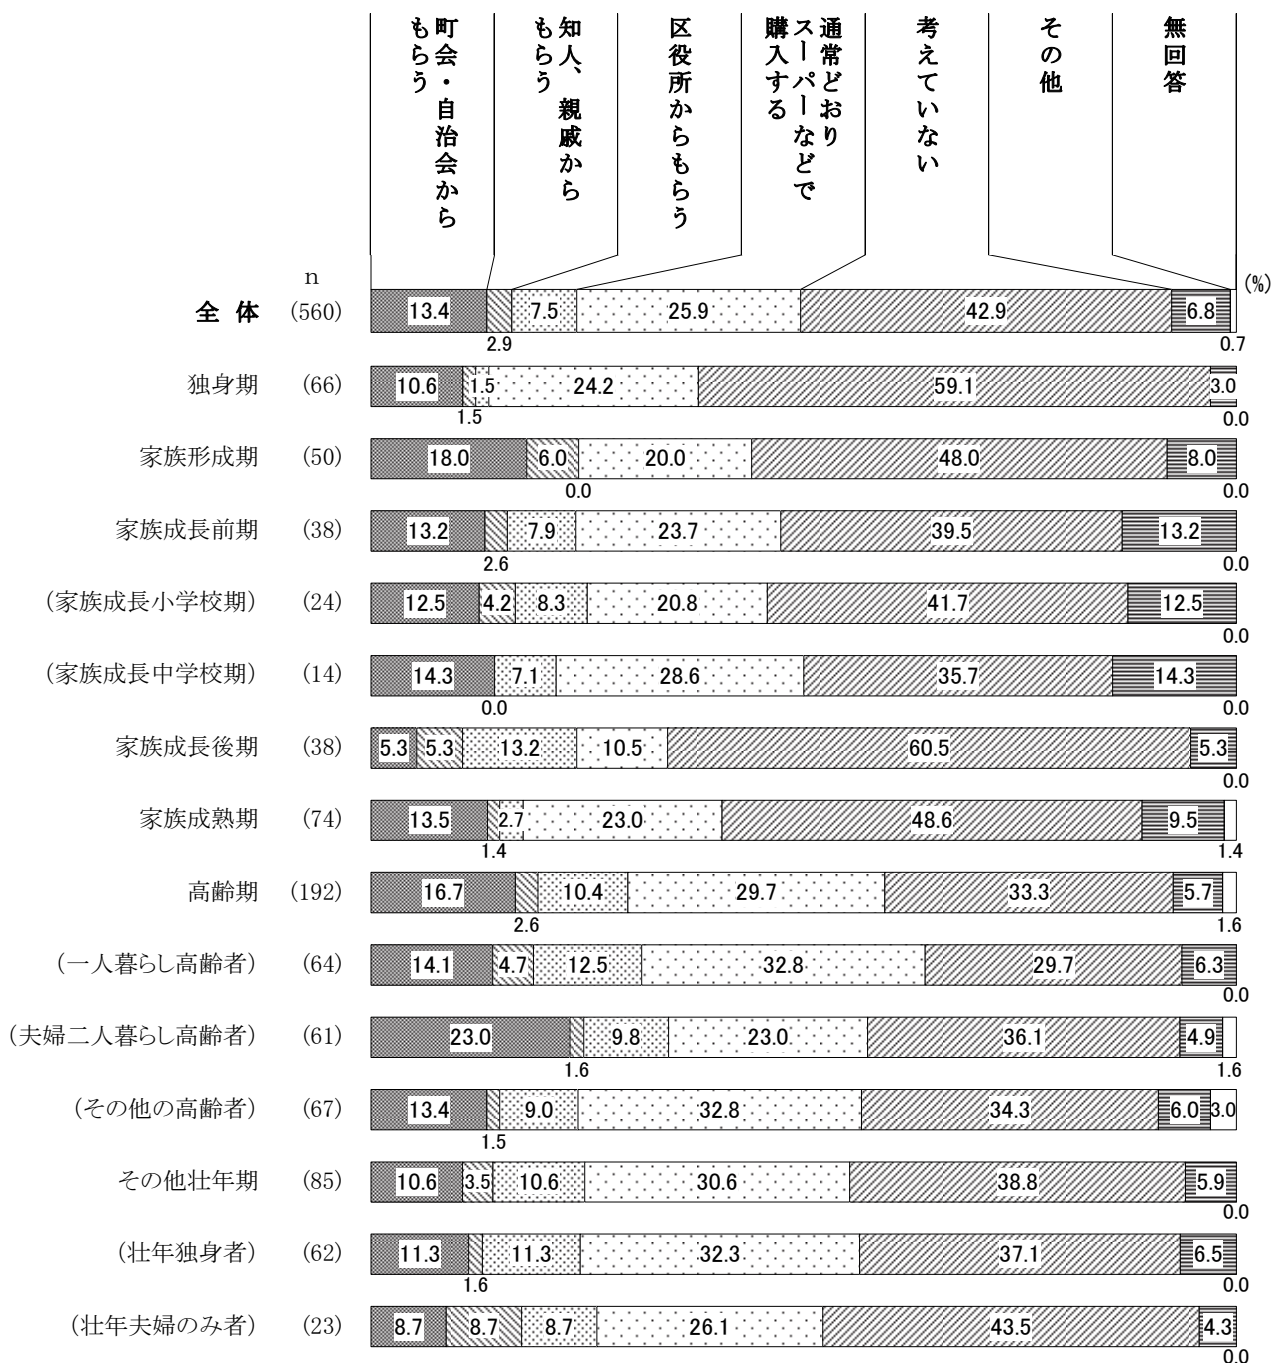 町会・自治会から
もらう
知人、親戚から
もらう
区役所からもらう
通常どおり
スーパーなどで
購入する
考えていない
その他
無回答
n
(%)
全 体 (560) 13.4 7.5 25.9 42.9 6.8
2.9 0.7
独身期 (66) 10.6 1.5 24.2 59.1 3.0
1.5 0.0
家族形成期 (50) 18.0 6.0 20.0 48.0 8.0
0.0 0.0
家族成長前期 (38) 13.2 7.9 23.7 39.5 13.2
2.6 0.0
(家族成長小学校期) (24) 12.5 4.2 8.3 20.8 41.7 12.5
0.0
(家族成長中学校期) (14) 14.3 7.1 28.6 35.7 14.3
0.0 0.0
家族成長後期 (38) 5.3 5.3 13.2 10.5 60.5 5.3
0.0
家族成熟期 (74) 13.5 2.7 23.0 48.6 9.5
1.4 1.4
高齢期 (192) 16.7 10.4 29.7 33.3 5.7
2.6 1.6
(一人暮らし高齢者) (64) 14.1 4.7 12.5 32.8 29.7 6.3
0.0
(夫婦二人暮らし高齢者) (61) 23.0 9.8 23.0 36.1 4.9
1.6 1.6
(その他の高齢者) (67) 13.4 9.0 32.8 34.3 6.0 3.0
1.5
その他壮年期 (85) 10.6 3.5 10.6 30.6 38.8 5.9
0.0
(壮年独身者) (62) 11.3 11.3 32.3 37.1 6.5
1.6 0.0
(壮年夫婦のみ者) (23) 8.7 8.7 8.7 26.1 43.5 4.3
0.0